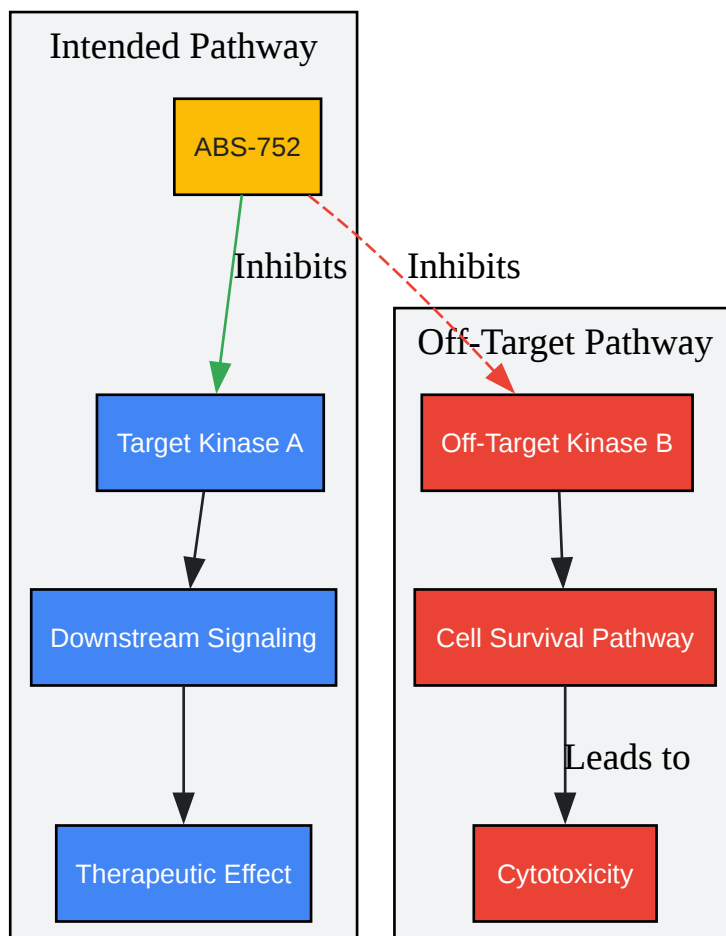 Intended Pathway
ABS-752
Inhibits
Inhibits
Off-Target Pathway
Target Kinase A
Off-Target Kinase B
Downstream Signaling
Cell Survival Pathway
Leads to
Therapeutic Effect
Cytotoxicity